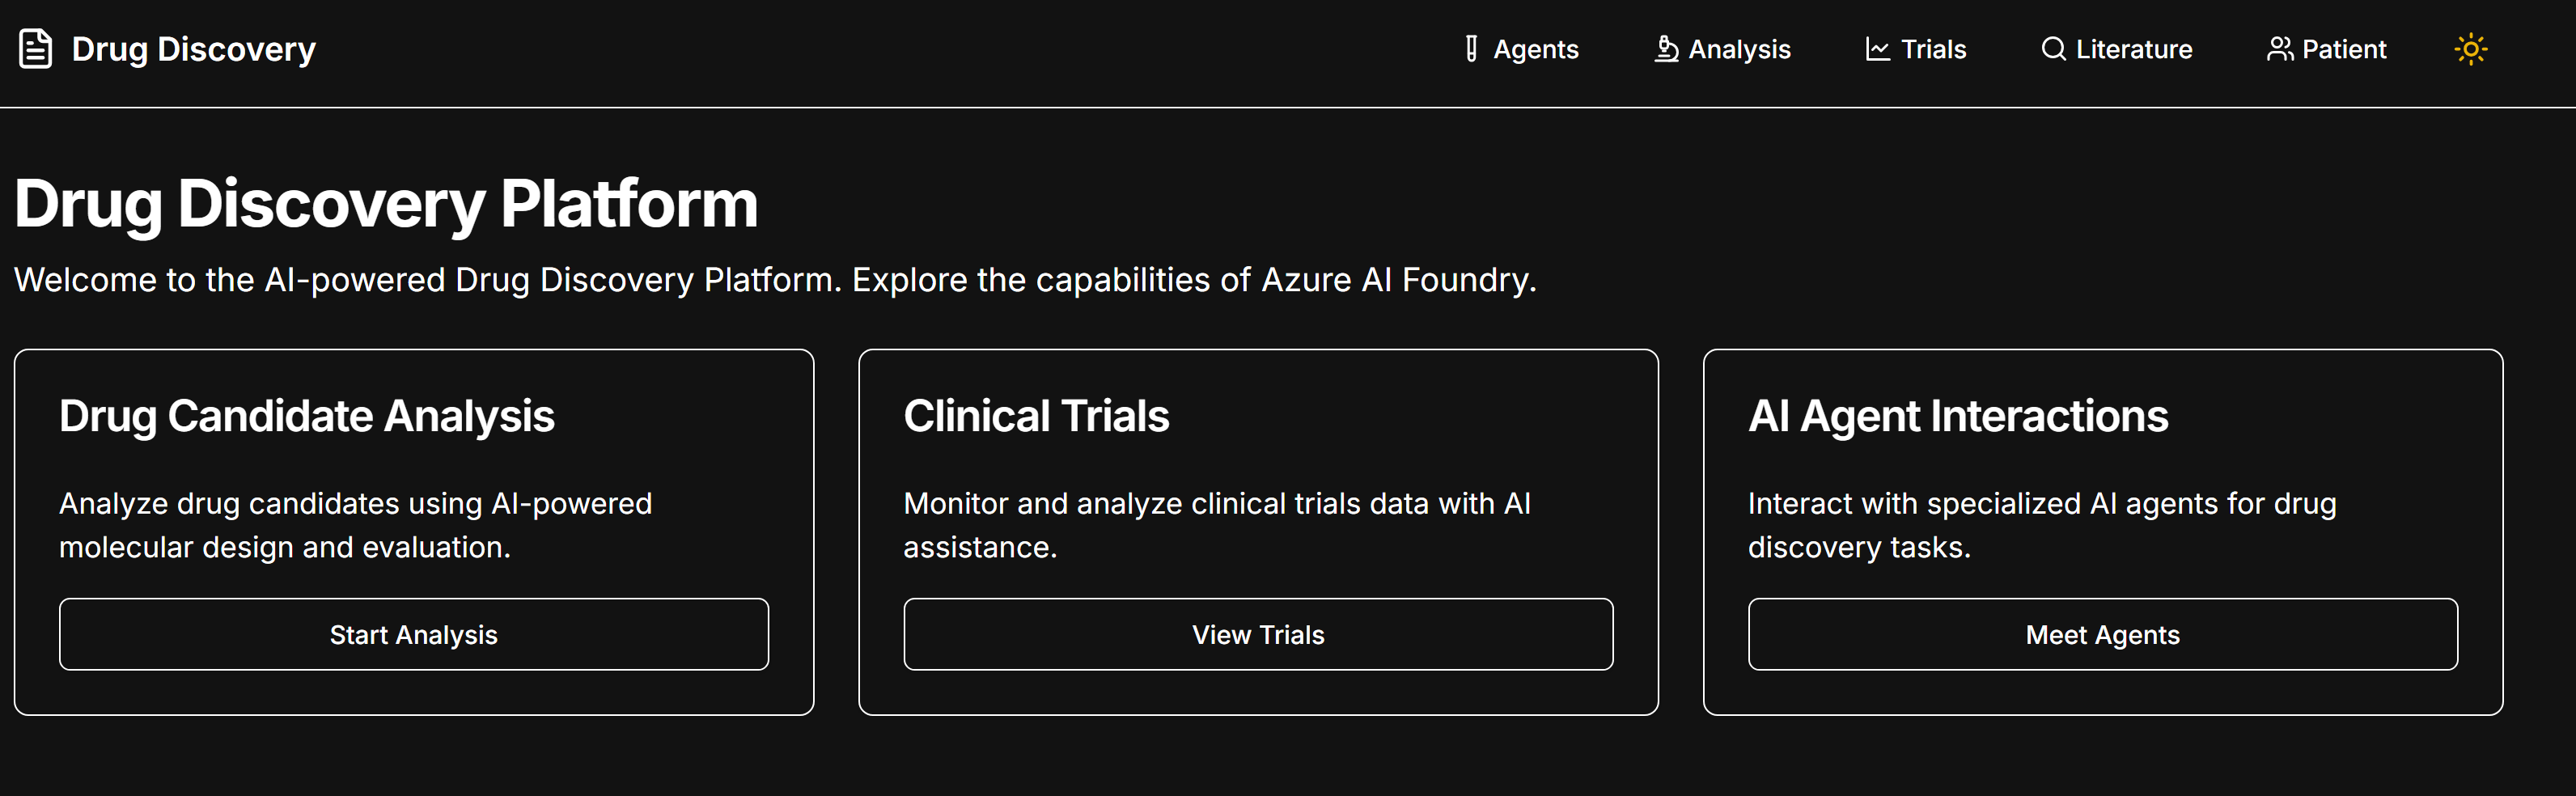 Drug Discovery
Agents
Analysis
Trials
Literature
Patient
Drug Discovery Platform
Welcome to the AI-powered Drug Discovery Platform. Explore the capabilities of Azure AI Foundry.
Drug Candidate Analysis
Analyze drug candidates using AI-powered
molecular design and evaluation.
Start Analysis
Clinical Trials
Monitor and analyze clinical trials data with AI
assistance.
View Trials
AI Agent Interactions
Interact with specialized AI agents for drug
discovery tasks.
Meet Agents